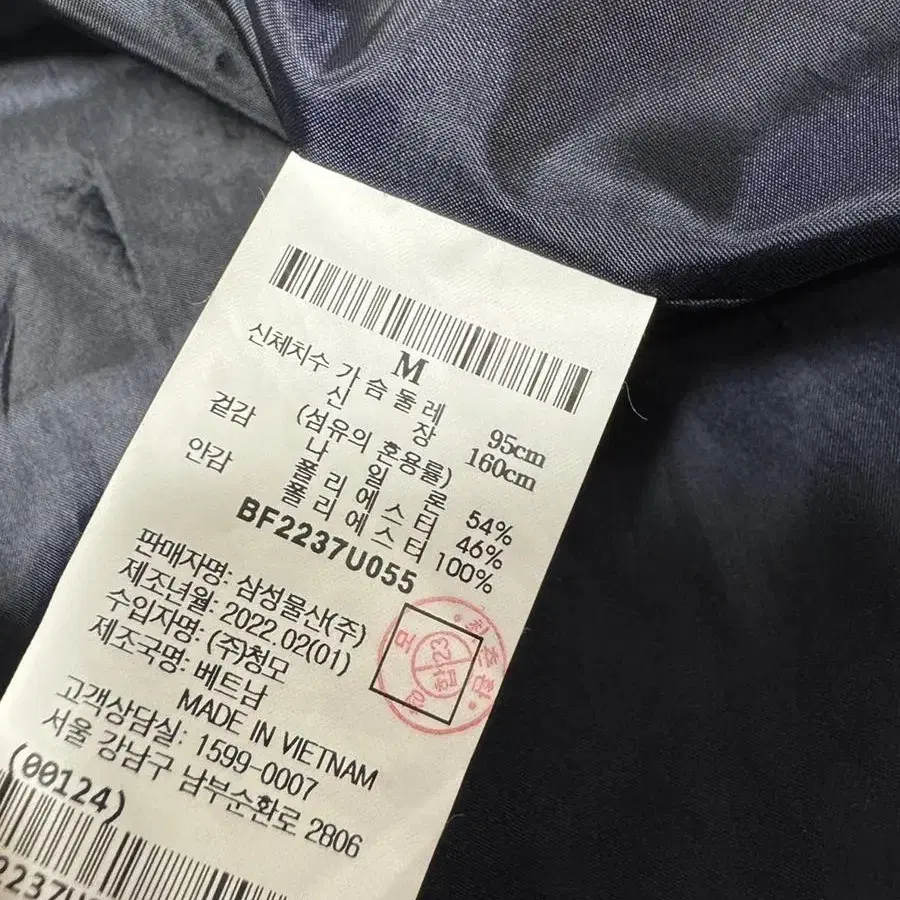 M
신체치수 가슴둘레 95cm
신장 160cm
(섬유의 혼용률)
겉감 나일론 54%
폴리에스터 46%
안감 폴리에스터 100%
BF2237U055
판매자명: 삼성물산(주)
제조년월: 2022.02(01)
수입자명: (주)청모
제조국명: 베트남
MADE IN VIETNAM
고객상담실: 1599-0007
서울 강남구 남부순환로 2806
(00124)
2237U
23